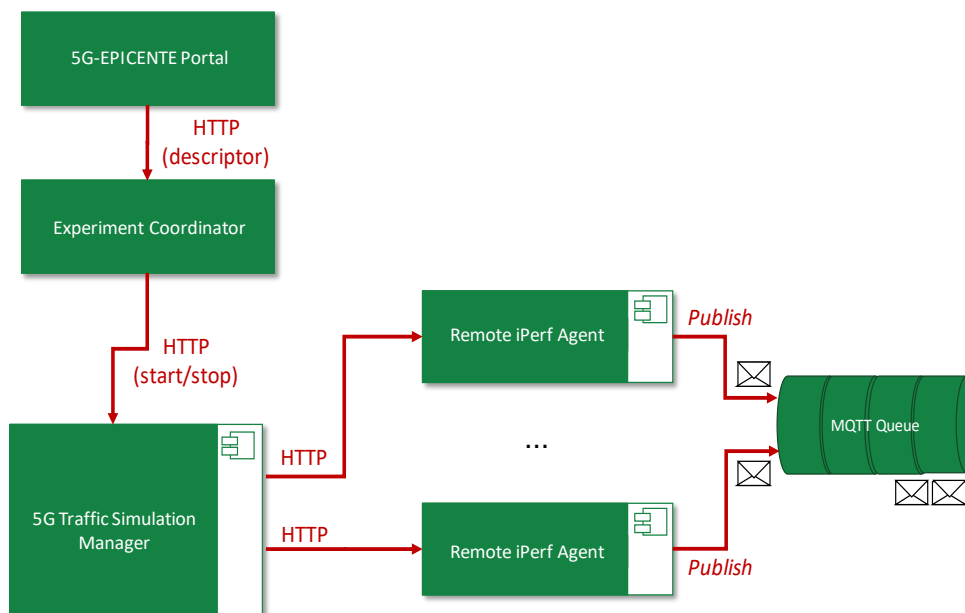 5G-EPICENTE Portal
HTTP
(descriptor)
Experiment Coordinator
HTTP
(start/stop)
Remote iPerf Agent
Publish
MQTT Queue
...
HTTP
5G Traffic Simulation
Manager
HTTP
Remote iPerf Agent
Publish